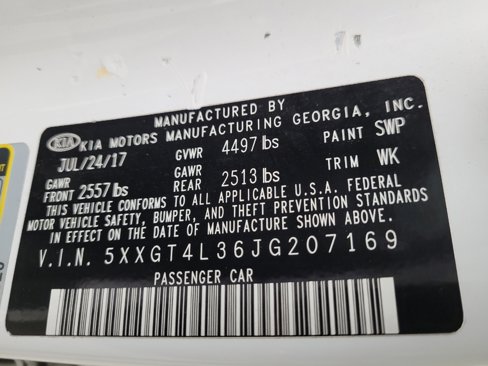 MANUFACTURED BY
KIA KIA MOTORS MANUFACTURING GEORGIA, INC.
JUL/24/17 GVWR 4497 lbs PAINT SWP
GAWR FRONT 2557 lbs GAWR REAR 2513 lbs TRIM WK
THIS VEHICLE CONFORMS TO ALL APPLICABLE U.S.A. FEDERAL
MOTOR VEHICLE SAFETY, BUMPER, AND THEFT PREVENTION STANDARDS
IN EFFECT ON THE DATE OF MANUFACTURE SHOWN ABOVE.
V.I.N. 5XXGT4L36JG207169
PASSENGER CAR